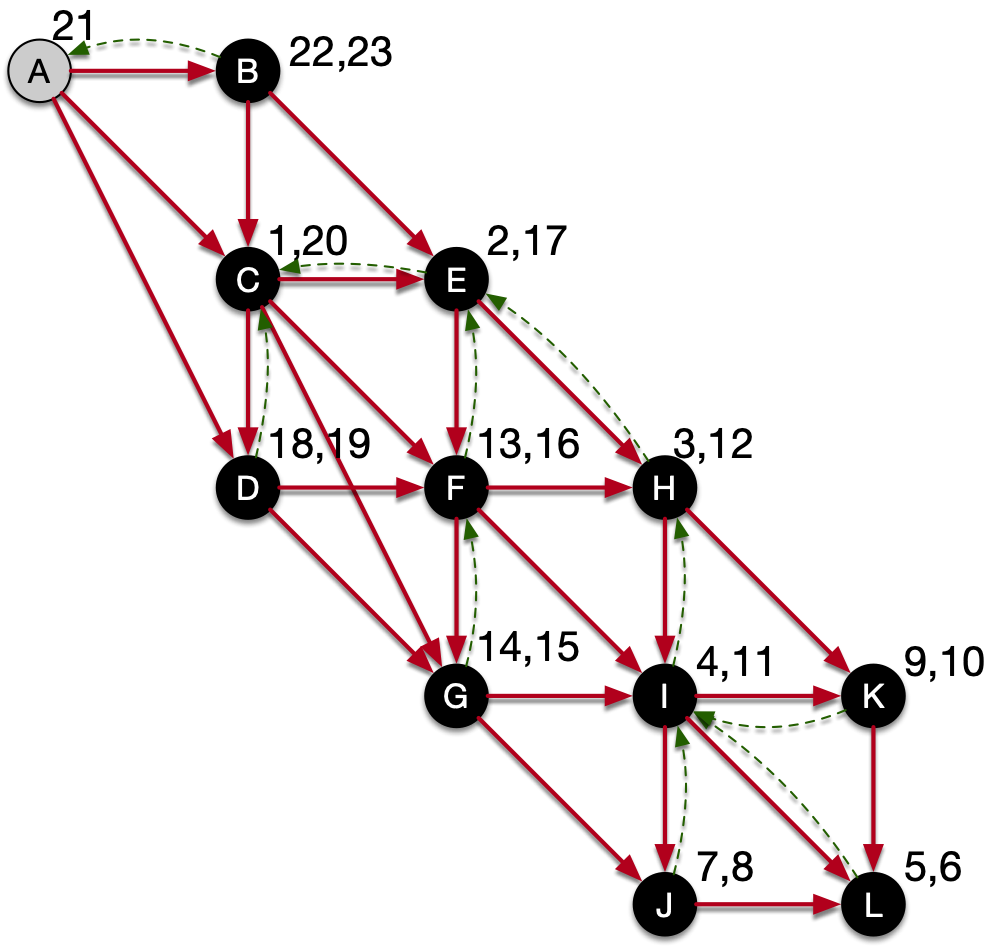 21
A
B
22,23
1,20
2,17
C
E
18,19
13,16
3,12
D
F
H
14,15
4,11
9,10
G
I
K
7,8
5,6
J
L